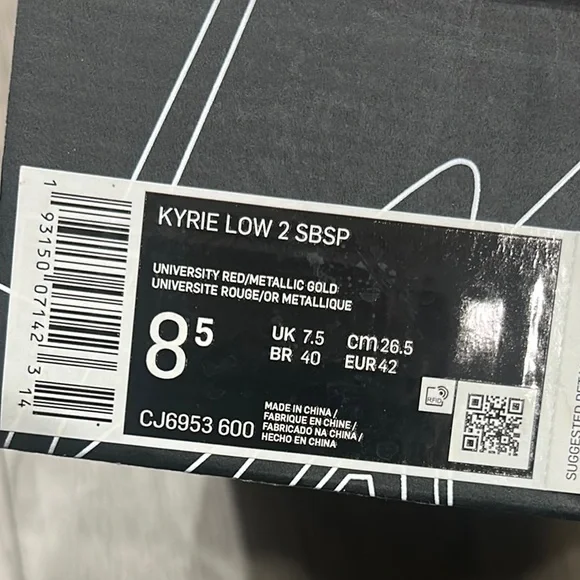 KYRIE LOW 2 SBSP
UNIVERSITY RED/METALLIC GOLD
UNIVERSITE ROUGE/OR METALLIQUE
8 5
UK 7.5 cm 26.5
BR 40 EUR 42
CJ6953 600
MADE IN CHINA /
FABRIQUE EN CHINE /
FABRICADO NA CHINA /
HECHO EN CHINA
RFID
1 93150 07142 3 14
SUGGESTED